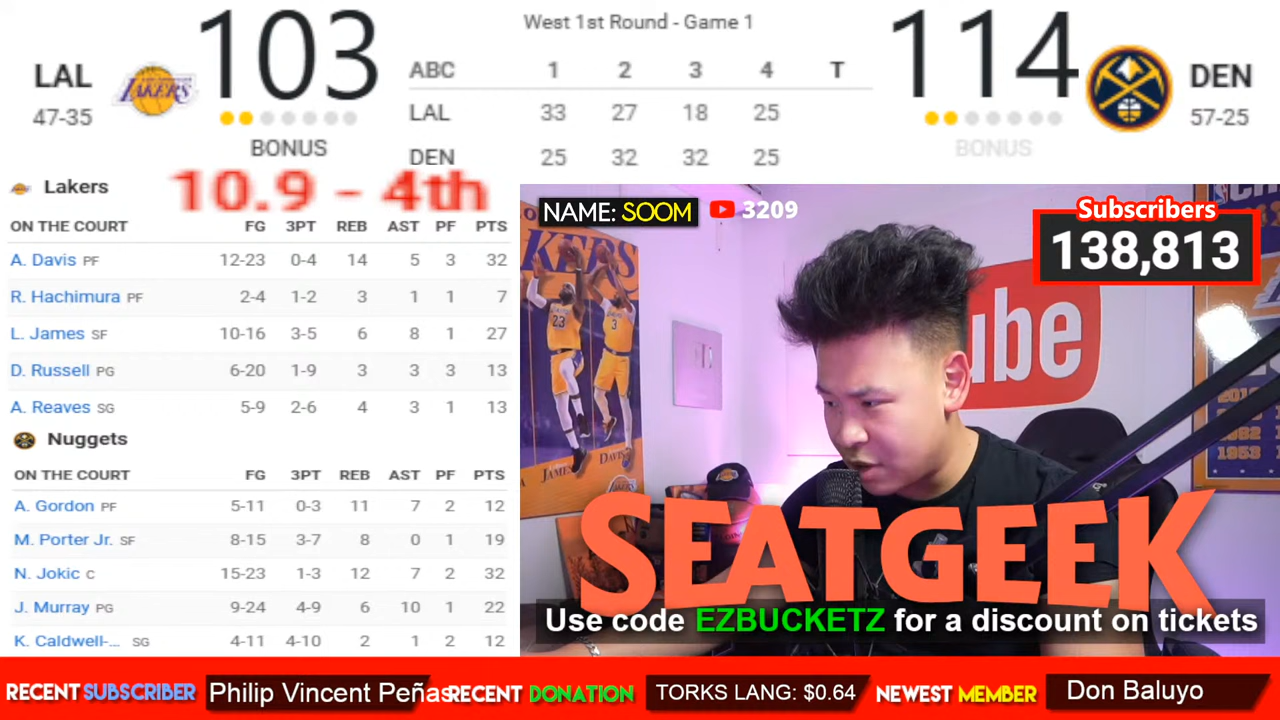 West 1st Round - Game 1
LAL 103 ABC 1 2 3 4 T 114 DEN
47-35 LAL 33 27 18 25 57-25
BONUS DEN 25 32 32 25 BONUS
Lakers 10.9 - 4th
ON THE COURT FG 3PT REB AST PF PTS
A. Davis PF 12-23 0-4 14 5 3 32
R. Hachimura PF 2-4 1-2 3 1 1 7
L. James SF 10-16 3-5 6 8 1 27
D. Russell PG 6-20 1-9 3 3 3 13
A. Reaves SG 5-9 2-6 4 3 1 13
Nuggets
ON THE COURT FG 3PT REB AST PF PTS
A. Gordon PF 5-11 0-3 11 7 2 12
M. Porter Jr. SF 8-15 3-7 8 0 1 19
N. Jokic C 15-23 1-3 12 7 2 32
J. Murray PG 9-24 4-9 6 10 1 22
K. Caldwell-... SG 4-11 4-10 2 1 2 12
NAME: SOOM 3209
Subscribers
138,813
LAKERS
23
3
JAMES DAVIS
ube
SEATGEEK
Use code EZBUCKETZ for a discount on tickets
RECENT SUBSCRIBER Philip Vincent Peñas RECENT DONATION TORKS LANG: $0.64 NEWEST MEMBER Don Baluyo